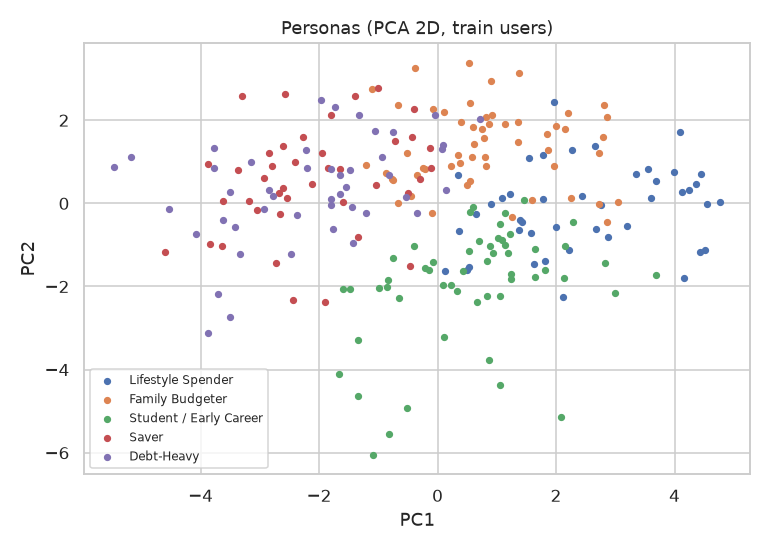 Personas (PCA 2D, train users)
PC2
2
0
−2
−4
−6
Lifestyle Spender
Family Budgeter
Student / Early Career
Saver
Debt-Heavy
−4
−2
0
2
4
PC1